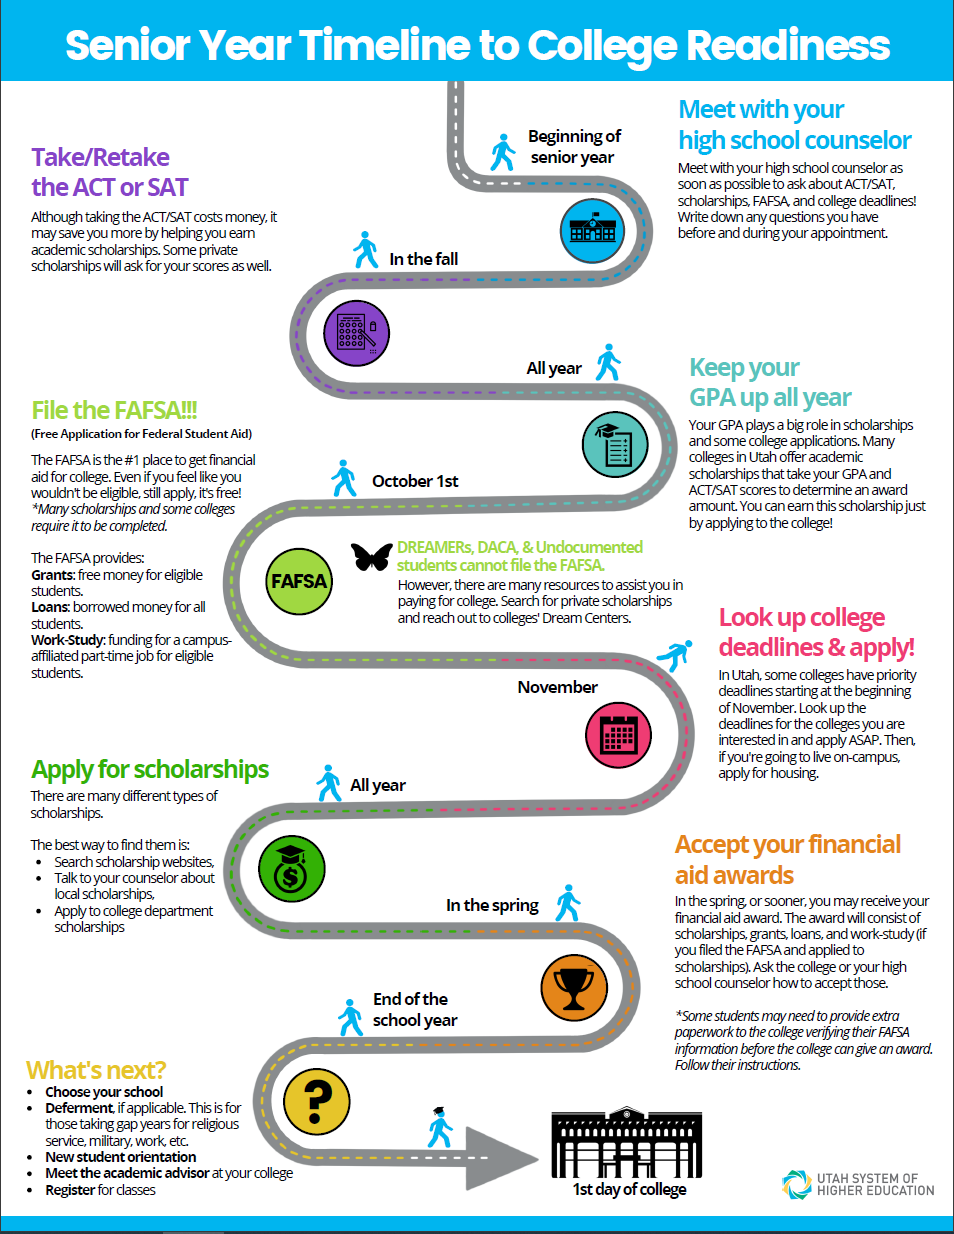 Senior Year Timeline to College Readiness
Beginning of
senior year
Meet with your
high school counselor
Meet with your high school counselor as
soon as possible to ask about ACT/SAT,
scholarships, FAFSA, and college deadlines!
Write down any questions you have
before and during your appointment.
Take/Retake
the ACT or SAT
Although taking the ACT/SAT costs money, it
may save you more by helping you earn
academic scholarships. Some private
scholarships will ask for your scores as well.
In the fall
All year
Keep your
GPA up all year
Your GPA plays a big role in scholarships
and some college applications. Many
colleges in Utah offer academic
scholarships that take your GPA and
ACT/SAT scores to determine an award
amount. You can earn this scholarship just
by applying to the college!
File the FAFSA!!!
(Free Application for Federal Student Aid)
The FAFSA is the #1 place to get financial
aid for college. Even if you feel like you
wouldn't be eligible, still apply, it's free!
*Many scholarships and some colleges
require it to be completed.
The FAFSA provides:
Grants: free money for eligible
students.
Loans: borrowed money for all
students.
Work-Study: funding for a campus-
affiliated part-time job for eligible
students.
October 1st
FAFSA
DREAMERs, DACA, & Undocumented
students cannot file the FAFSA.
However, there are many resources to assist you in
paying for college. Search for private scholarships
and reach out to colleges' Dream Centers.
Look up college
deadlines & apply!
In Utah, some colleges have priority
deadlines starting at the beginning
of November. Look up the
deadlines for the colleges you are
interested in and apply ASAP. Then,
if you're going to live on-campus,
apply for housing.
November
Apply for scholarships
There are many different types of
scholarships.
The best way to find them is:
• Search scholarship websites,
• Talk to your counselor about
local scholarships,
• Apply to college department
scholarships
All year
$
Accept your financial
aid awards
In the spring, or sooner, you may receive your
financial aid award. The award will consist of
scholarships, grants, loans, and work-study (if
you filed the FAFSA and applied to
scholarships). Ask the college or your high
school counselor how to accept those.
*Some students may need to provide extra
paperwork to the college verifying their FAFSA
information before the college can give an award.
Follow their instructions.
In the spring
End of the
school year
What's next?
• Choose your school
• Deferment, if applicable. This is for
those taking gap years for religious
service, military, work, etc.
• New student orientation
• Meet the academic advisor at your college
• Register for classes
?
1st day of college
UTAH SYSTEM OF
HIGHER EDUCATION